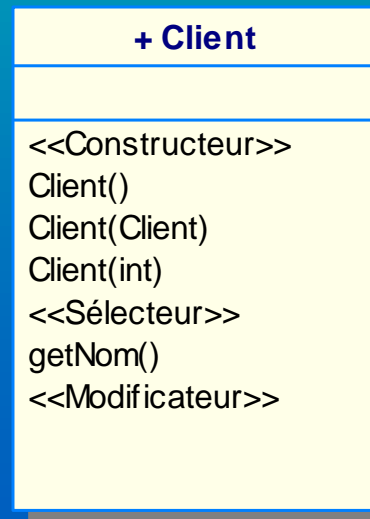 + Client
<<Constructeur>>
Client()
Client(Client)
Client(int)
<<Sélecteur>>
getNom()
<<Modificateur>>